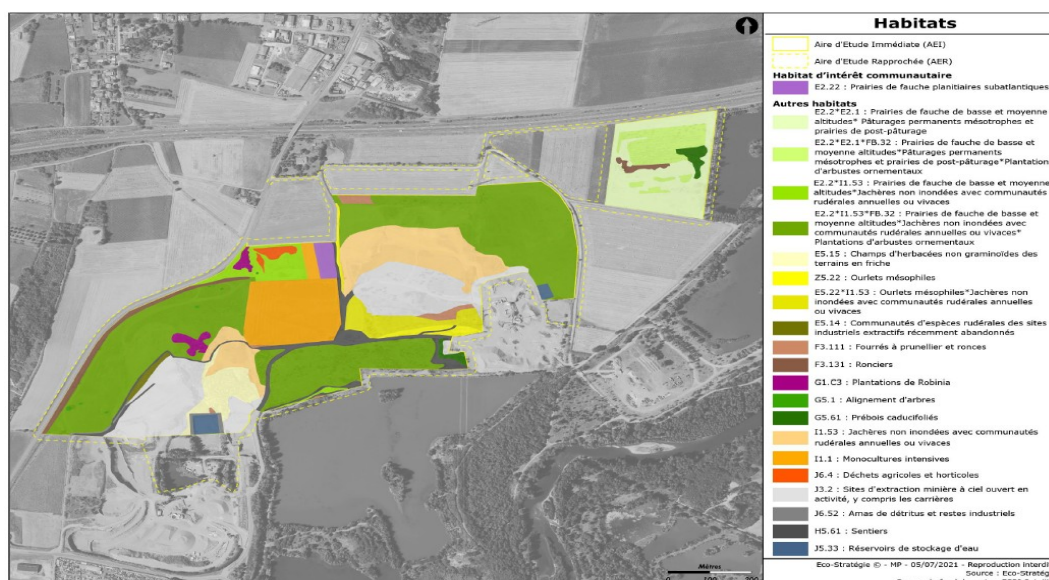 Habitats
Aire d'Etude Immédiate (AEI)
Aire d'Etude Rapprochée (AER)
Habitat d'intérêt communautaire
E2.22 : Prairies de fauche planitiaires subatlantiques
Autres habitats
E2.2*E2.1 : Prairies de fauche de basse et moyenne
altitudes* Pâturages permanents mésotrophes et
prairies de post-pâturage
E2.2*E2.1*FB.32 : Prairies de fauche de basse et
moyenne altitudes*Pâturages permanents
mésotrophes et prairies de post-pâturage*Plantations
d'arbustes ornementaux
E2.2*I1.53 : Prairies de fauche de basse et moyenne
altitudes*Jachères non inondées avec communautés
rudérales annuelles ou vivaces
E2.2*I1.53*FB.32 : Prairies de fauche de basse et
moyenne altitudes*Jachères non inondées avec
communautés rudérales annuelles ou vivaces*
Plantations d'arbustes ornementaux
E5.15 : Champs d'herbacées non graminoïdes des
terrains en friche
Z5.22 : Ourlets mésophiles
E5.22*I1.53 : Ourlets mésophiles*Jachères non
inondées avec communautés rudérales annuelles
ou vivaces
E5.14 : Communautés d'espèces rudérales des sites
industriels extractifs récemment abandonnés
F3.111 : Fourrés à prunellier et ronces
F3.131 : Ronciers
G1.C3 : Plantations de Robinia
G5.1 : Alignement d'arbres
G5.61 : Prébois caducifoliés
I1.53 : Jachères non inondées avec communautés
rudérales annuelles ou vivaces
I1.1 : Monocultures intensives
J6.4 : Déchets agricoles et horticoles
J3.2 : Sites d'extraction minière à ciel ouvert en
activité, y compris les carrières
J6.52 : Amas de détritus et restes industriels
H5.61 : Sentiers
J5.33 : Réservoirs de stockage d'eau
Mètres
0 100 200
Eco-Stratégie © - MP - 05/07/2021 - Reproduction Interdit
Source : Eco-Stratég